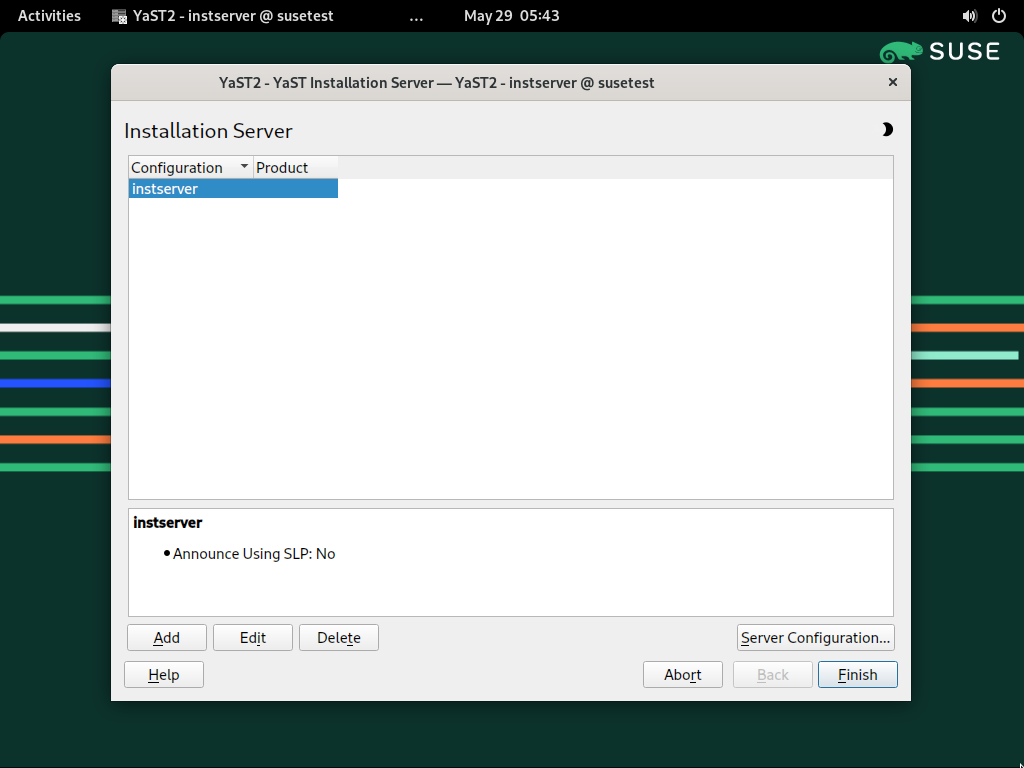 Activities YaST2 - instserver @ susetest ... May 29 05:43
SUSE
YaST2 - YaST Installation Server — YaST2 - instserver @ susetest ×
Installation Server
Configuration Product
instserver
instserver
• Announce Using SLP: No
Add Edit Delete Server Configuration...
Help Abort Back Finish